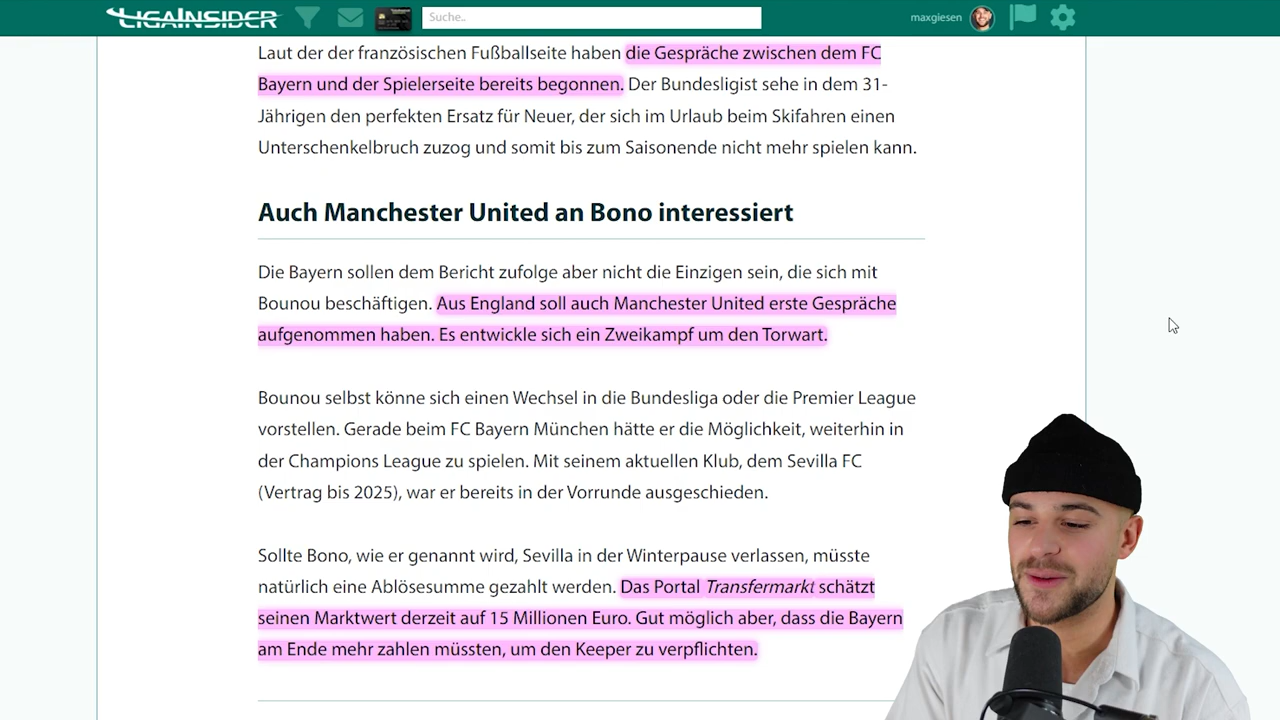 LIGAINSIDER
Suche..
maxgiesen
Laut der der französischen Fußballseite haben die Gespräche zwischen dem FC
Bayern und der Spielerseite bereits begonnen. Der Bundesligist sehe in dem 31-
Jährigen den perfekten Ersatz für Neuer, der sich im Urlaub beim Skifahren einen
Unterschenkelbruch zuzog und somit bis zum Saisonende nicht mehr spielen kann.
Auch Manchester United an Bono interessiert
Die Bayern sollen dem Bericht zufolge aber nicht die Einzigen sein, die sich mit
Bounou beschäftigen. Aus England soll auch Manchester United erste Gespräche
aufgenommen haben. Es entwickle sich ein Zweikampf um den Torwart.
Bounou selbst könne sich einen Wechsel in die Bundesliga oder die Premier League
vorstellen. Gerade beim FC Bayern München hätte er die Möglichkeit, weiterhin in
der Champions League zu spielen. Mit seinem aktuellen Klub, dem Sevilla FC
(Vertrag bis 2025), war er bereits in der Vorrunde ausgeschieden.
Sollte Bono, wie er genannt wird, Sevilla in der Winterpause verlassen, müsste
natürlich eine Ablösesumme gezahlt werden. Das Portal Transfermarkt schätzt
seinen Marktwert derzeit auf 15 Millionen Euro. Gut möglich aber, dass die Bayern
am Ende mehr zahlen müssten, um den Keeper zu verpflichten.